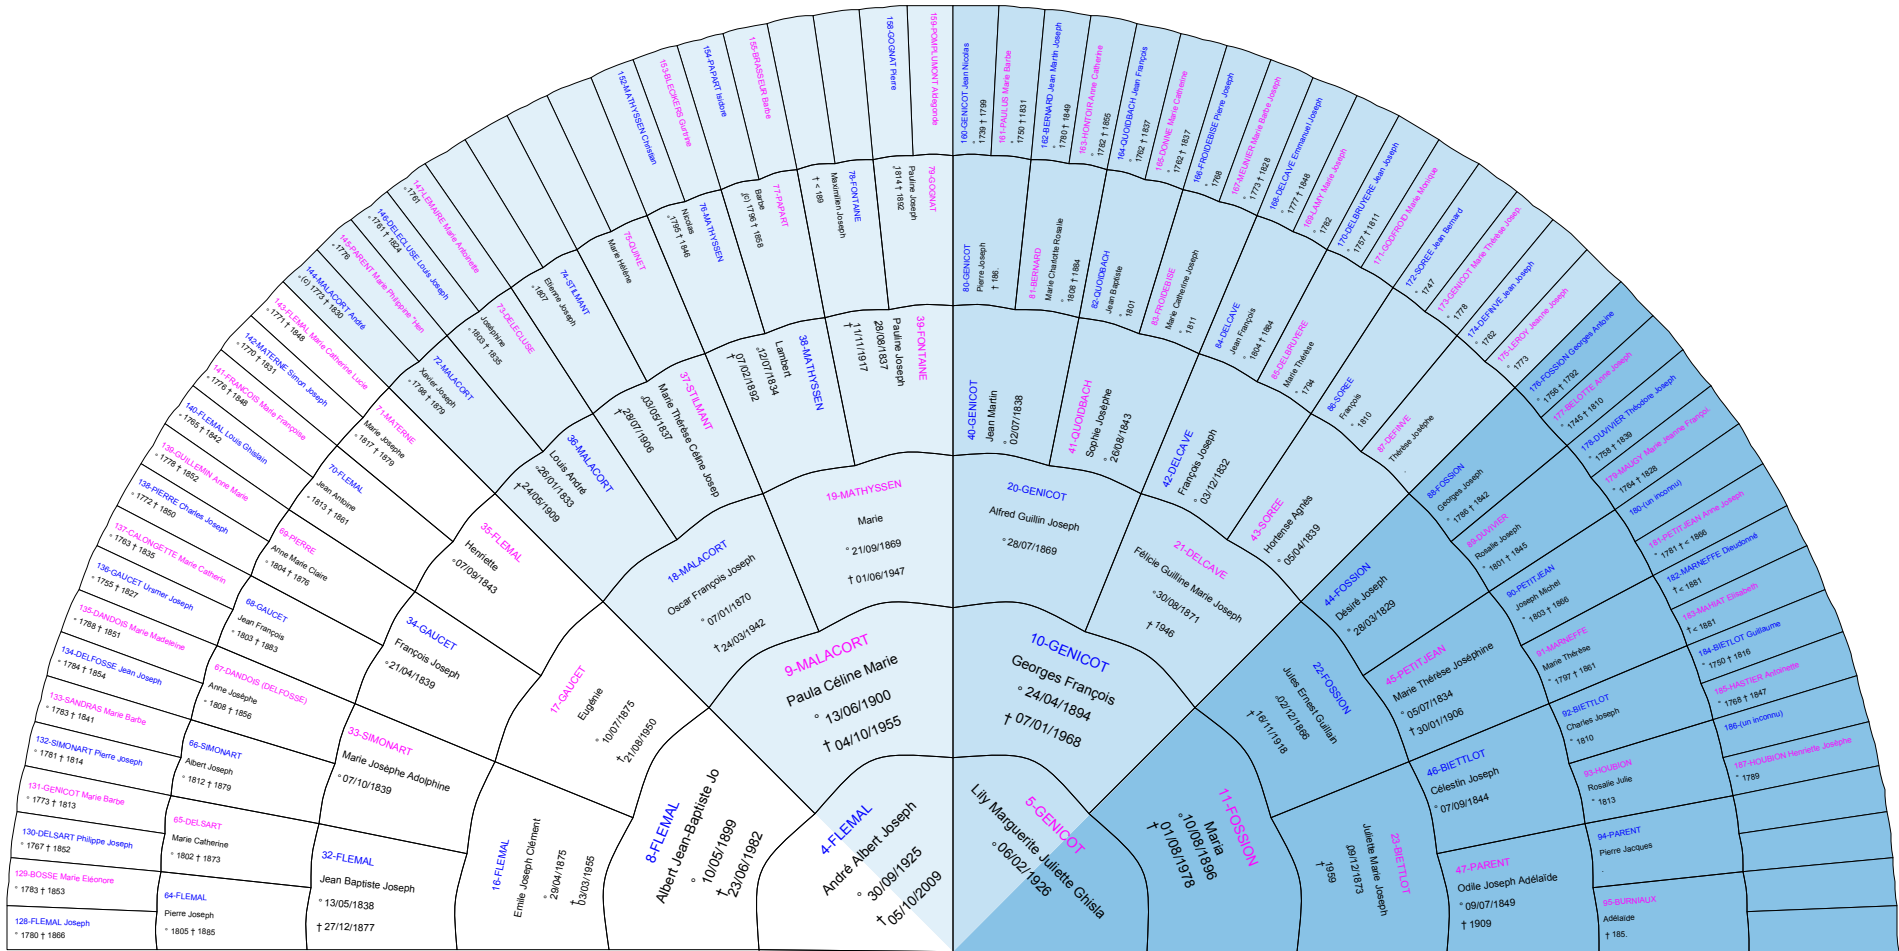 4-FLEMAL
André Albert Joseph
° 30/09/1925
† 05/10/2009
5-GENICOT
Lily Marguerite Juliette Ghisla
° 06/02/1926
8-FLEMAL
Albert Jean-Baptiste Jo
° 10/05/1899
† 23/06/1982
9-MALACORT
Paula Céline Marie
° 13/06/1900
† 04/10/1955
10-GENICOT
Georges François
° 24/04/1894
† 07/01/1968
11-FOSSION
Maria
° 10/08/1896
† 01/08/1978
16-FLEMAL
Emile Joseph Clément
° 29/04/1875
† 03/03/1955
17-GAUCET
Eugénie
° 10/07/1875
† 21/08/1950
18-MALACORT
Oscar François Joseph
° 07/01/1870
† 24/03/1942
19-MATHYSSEN
Marie
° 21/09/1869
† 01/06/1947
20-GENICOT
Alfred Guillin Joseph
° 28/07/1869
21-DELCAVE
Félicie Guilline Marie Joseph
° 30/08/1871
† 1946
22-FOSSION
Jules Ernest Guillain
° 02/12/1866
† 16/11/1918
23-BIETTLOT
Juliette Marie Joseph
° 09/12/1873
† 1959
32-FLEMAL
Jean Baptiste Joseph
° 13/05/1838
† 27/12/1877
33-SIMONART
Marie Josèphe Adolphine
° 07/10/1839
34-GAUCET
François Joseph
° 21/04/1839
35-FLEMAL
Henriette
° 07/09/1843
36-MALACORT
Louis André
° 26/01/1833
† 24/05/1909
37-STILMANT
Marie Thérèse Céline Josep
° 03/05/1837
† 28/07/1906
38-MATHYSSEN
Lambert
° 12/07/1834
† 07/02/1892
39-FONTAINE
Pauline Joseph
28/08/1837
† 11/11/1917
40-GENICOT
Jean Martin
° 02/07/1838
41-QUOIDBACH
Sophie Josèphe
° 26/08/1843
42-DELCAVE
François Joseph
° 03/12/1832
43-SOREE
Hortense Agnès
° 05/04/1839
44-FOSSION
Désiré Joseph
° 28/03/1829
45-PETITJEAN
Marie Thérèse Joséphine
° 05/07/1834
† 30/01/1906
46-BIETTLOT
Célestin Joseph
° 07/09/1844
47-PARENT
Odile Joseph Adélaïde
° 09/07/1849
† 1909
64-FLEMAL
Pierre Joseph
° 1805 † 1885
65-DELSART
Marie Catherine
° 1802 † 1873
66-SIMONART
Albert Joseph
° 1812 † 1879
67-DANDOIS (DELFOSSE)
Anne Josèphe
° 1808 † 1856
68-GAUCET
Jean François
° 1803 † 1883
69-PIERRE
Anne Marie Claire
° 1804 † 1876
70-FLEMAL
Jean Antoine
° 1813 † 1861
71-MATERNE
Marie Josephe
° 1817 † 1879
72-MALACORT
Xavier Joseph
° 1798 † 1879
73-DELECLUSE
Joséphine
° 1803 † 1835
74-STILMANT
Etienne Joseph
° 1807
75-QUINET
Marie Hélène
76-MATHYSSEN
Nicolas
° 1795 † 1846
77-PAPART
Barbe
°(c) 1796 † 1858
78-FONTAINE
Maximilien Joseph
† < 189
79-GOGNAT
Pauline Joseph
° 1814 † 1892
80-GENICOT
Pierre Joseph
† 186.
81-BERNARD
Marie Charlotte Rosalie
° 1808 † 1884
82-QUOIDBACH
Jean Baptiste
° 1801
83-FROIDEBISE
Marie Catherine Joseph
° 1811
84-DELCAVE
Jean François
° 1804 † 1884
85-DELBRUYERE
Marie Thérèse
° 1794
86-SOREE
François
° 1810
87-DEFINVE
Thérèse Josèphe
.
88-FOSSION
Georges Joseph
° 1786 † 1842
89-DUVIVIER
Rosalie Joseph
° 1801 † 1845
90-PETITJEAN
Joseph Michel
° 1803 † 1866
91-MARNEFFE
Marie Thérèse
° 1797 † 1861
92-BIETTLOT
Charles Joseph
° 1810
93-HOUBION
Rosalie Julie
° 1813
94-PARENT
Pierre Jacques
.
95-BURNIAUX
Adélaïde
† 185.
128-FLEMAL Joseph
° 1780 † 1866
129-BOSSE Marie Eléonore
° 1783 † 1853
130-DELSART Philippe Joseph
° 1767 † 1852
131-GENICOT Marie Barbe
° 1773 † 1813
132-SIMONART Pierre Joseph
° 1781 † 1814
133-SANDRAS Marie Barbe
° 1783 † 1841
134-DELFOSSE Jean Joseph
° 1784 † 1854
135-DANDOIS Marie Madeleine
° 1788 † 1851
136-GAUCET Ursmer Joseph
° 1755 † 1827
137-CALONGETTE Marie Catherin
° 1763 † 1835
138-PIERRE Charles Joseph
° 1772 † 1850
139-GUILLEMIN Anne Marie
° 1778 † 1852
140-FLEMAL Louis Ghislain
° 1765 † 1842
141-FRANCOIS Marie Françoise
° 1776 † 1848
142-MATERNE Simon Joseph
° 1770 † 1831
143-FLEMAL Marie Catherine Lucie
° 1771 † 1848
144-MALACORT André
°(c) 1773 † 1830
145-PARENT Marie Philippine "Hen
° 1776
146-DELECLUSE Louis Joseph
° 1761 † 1824
147-LEMAIRE Marie Antoinette
° 1761
152-MATHYSSEN Christian
153-BLECKERS Gurtrine
154-PAPART Isidore
155-BRASSEUR Barbe
158-GOGNAT Pierre
159-POMPLUMONT Aldegonde
160-GENICOT Jean Nicolas
° 1739 † 1799
161-PAULUS Marie Barbe
° 1750 † 1831
162-BERNARD Jean Martin Joseph
° 1780 † 1849
163-HONTOIR Anne Catherine
° 1782 † 1855
164-QUOIDBACH Jean François
° 1762 † 1837
165-DONINE Marie Catherine
° 1762 † 1837
166-FROIDEBISE Pierre Joseph
° 1768
167-MEUNIER Marie Barbe Joseph
° 1773 † 1828
168-DELCAVE Emmanuel Joseph
° 1777 † 1848
169-LAMY Marie Joseph
° 1782
170-DELBRUYERE Jean Joseph
° 1757 † 1811
171-GODFROID Marie Monique
172-SOREE Jean Bernard
° 1747
173-GENICOT Marie Thérèse Josep.
° 1778
174-DEFINVE Jean Joseph
° 1762
175-LEROY Jeanne Joseph
° 1773
176-FOSSION Georges Antoine
° 1756 † 1792
177-BELOTTE Anne Joseph
° 1745 † 1810
178-DUVIVIER Théodore Joseph
° 1758 † 1839
179-MAUGY Marie Jeanne Françoi.
° 1764 † 1828
180-(un inconnu)
181-PETITJEAN Anne Joseph
° 1781 † < 1866
182-MARNEFFE Dieudonné
† < 1881
183-MAHIAT Elisabeth
† < 1881
184-BIETLOT Guillaume
° 1750 † 1816
185-HASTIER Antoinette
° 1768 † 1847
186-(un inconnu)
187-HOUBION Henriette Josèphe
° 1789